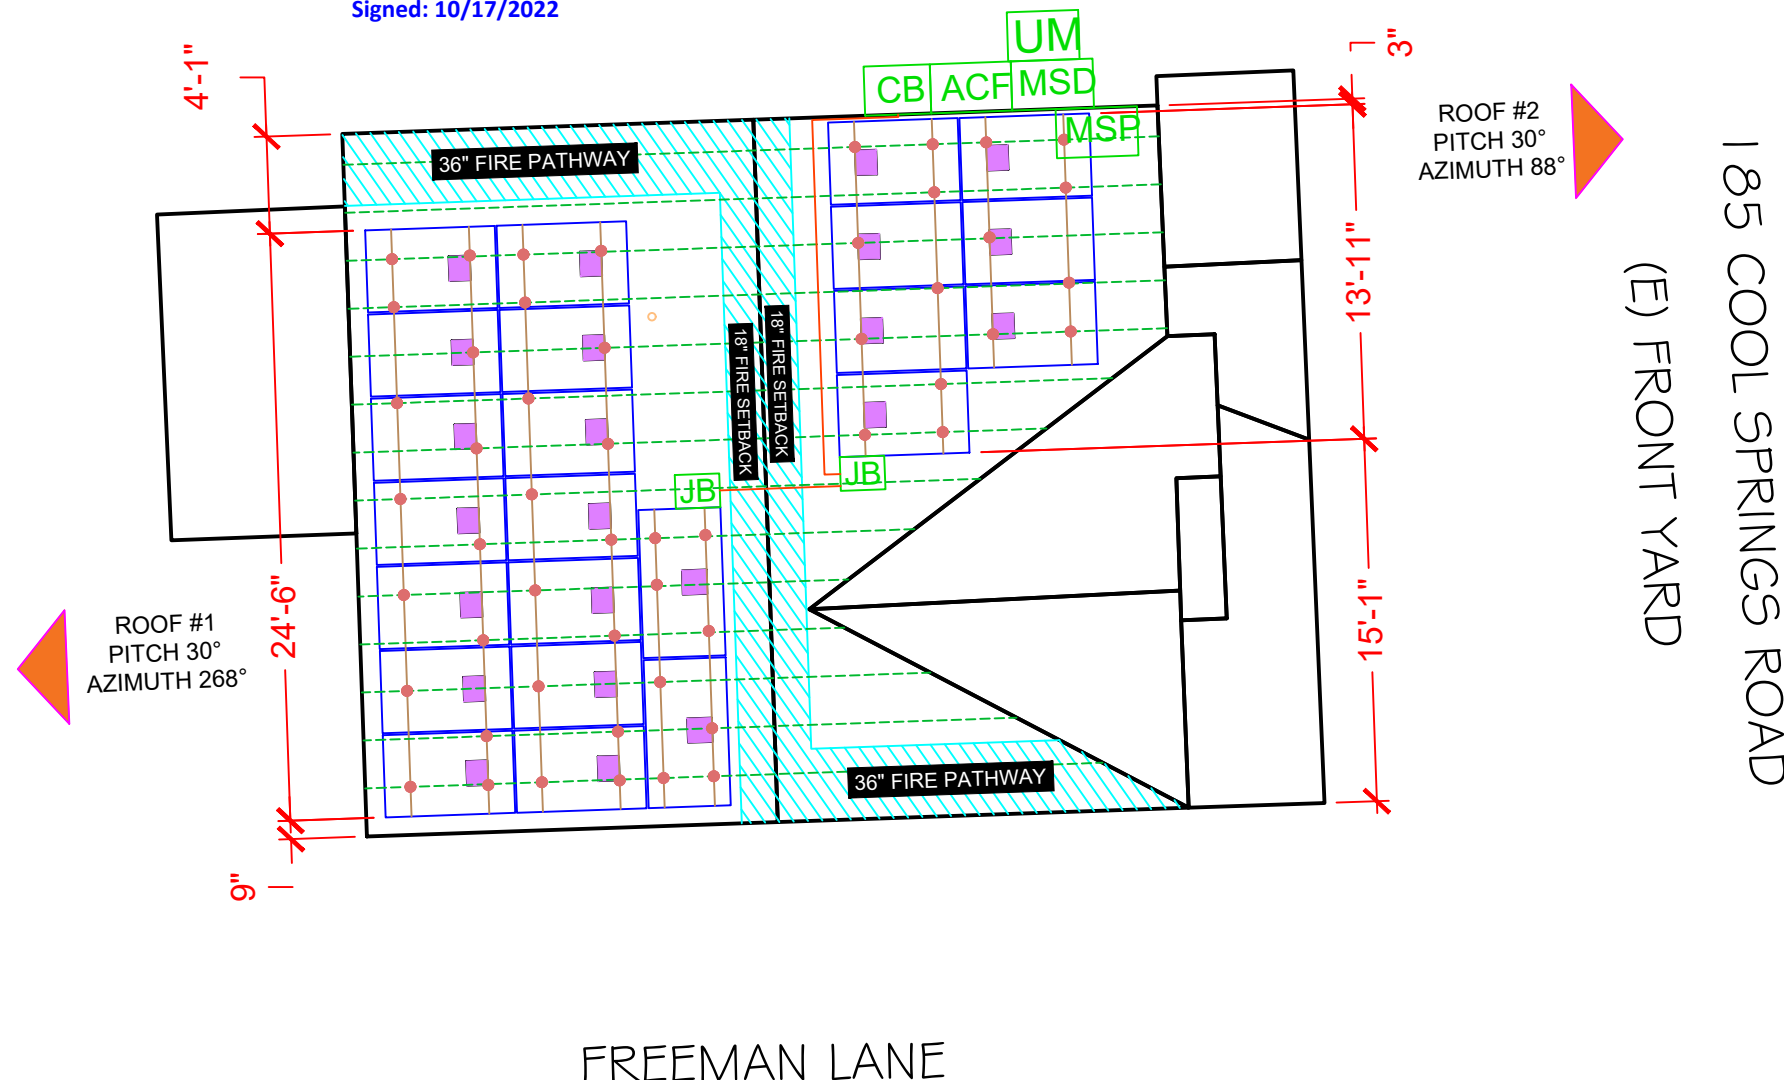 Signed: 10/17/2022
UM
CB
ACF
MSD
MSP
4'-1"
3"
36" FIRE PATHWAY
ROOF #2
PITCH 30°
AZIMUTH 88°
13'-11"
18" FIRE SETBACK
18" FIRE SETBACK
185 COOL SPRINGS ROAD
(E) FRONT YARD
JB
JB
24'-6"
15'-1"
ROOF #1
PITCH 30°
AZIMUTH 268°
36" FIRE PATHWAY
9"
FREEMAN LANE